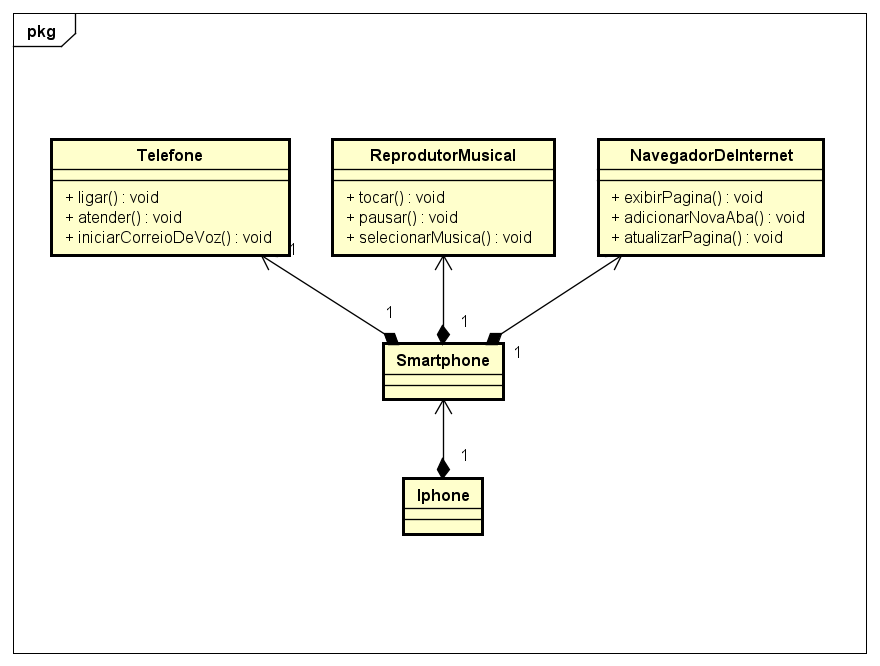 pkg
Telefone
+ ligar() : void
+ atender() : void
+ iniciarCorreioDeVoz() : void
ReprodutorMusical
+ tocar() : void
+ pausar() : void
+ selecionarMusica() : void
NavegadorDeInternet
+ exibirPagina() : void
+ adicionarNovaAba() : void
+ atualizarPagina() : void
1
1
1
1
Smartphone
1
Iphone